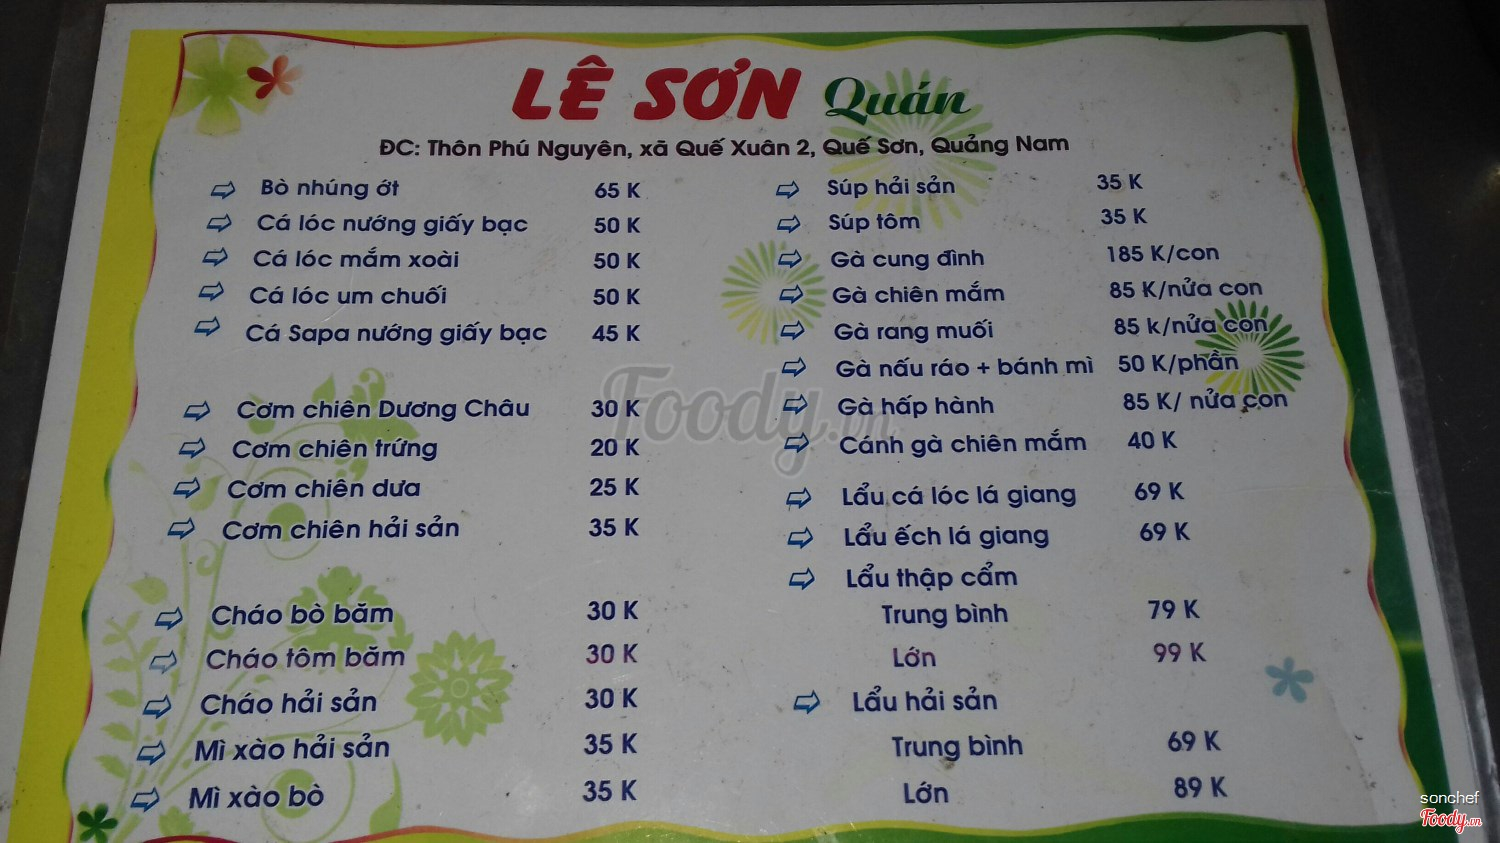 LÊ SƠN Quán
ĐC: Thôn Phú Nguyên, xã Quế Xuân 2, Quế Sơn, Quảng Nam
Bò nhúng ớt 65 K
Cá lóc nướng giấy bạc 50 K
Cá lóc mắm xoài 50 K
Cá lóc um chuối 50 K
Cá Sapa nướng giấy bạc 45 K
Cơm chiên Dương Châu 30 K
Cơm chiên trứng 20 K
Cơm chiên dưa 25 K
Cơm chiên hải sản 35 K
Cháo bò băm 30 K
Cháo tôm băm 30 K
Cháo hải sản 30 K
Mì xào hải sản 35 K
Mì xào bò 35 K
Súp hải sản 35 K
Súp tôm 35 K
Gà cung đình 185 K/con
Gà chiên mắm 85 K/nửa con
Gà rang muối 85 k/nửa con
Gà nấu ráo + bánh mì 50 K/phần
Gà hấp hành 85 K/ nửa con
Cánh gà chiên mắm 40 K
Lẩu cá lóc lá giang 69 K
Lẩu ếch lá giang 69 K
Lẩu thập cẩm
Trung bình 79 K
Lớn 99 K
Lẩu hải sản
Trung bình 69 K
Lớn 89 K
Foody.vn
sonchef
Foody.vn